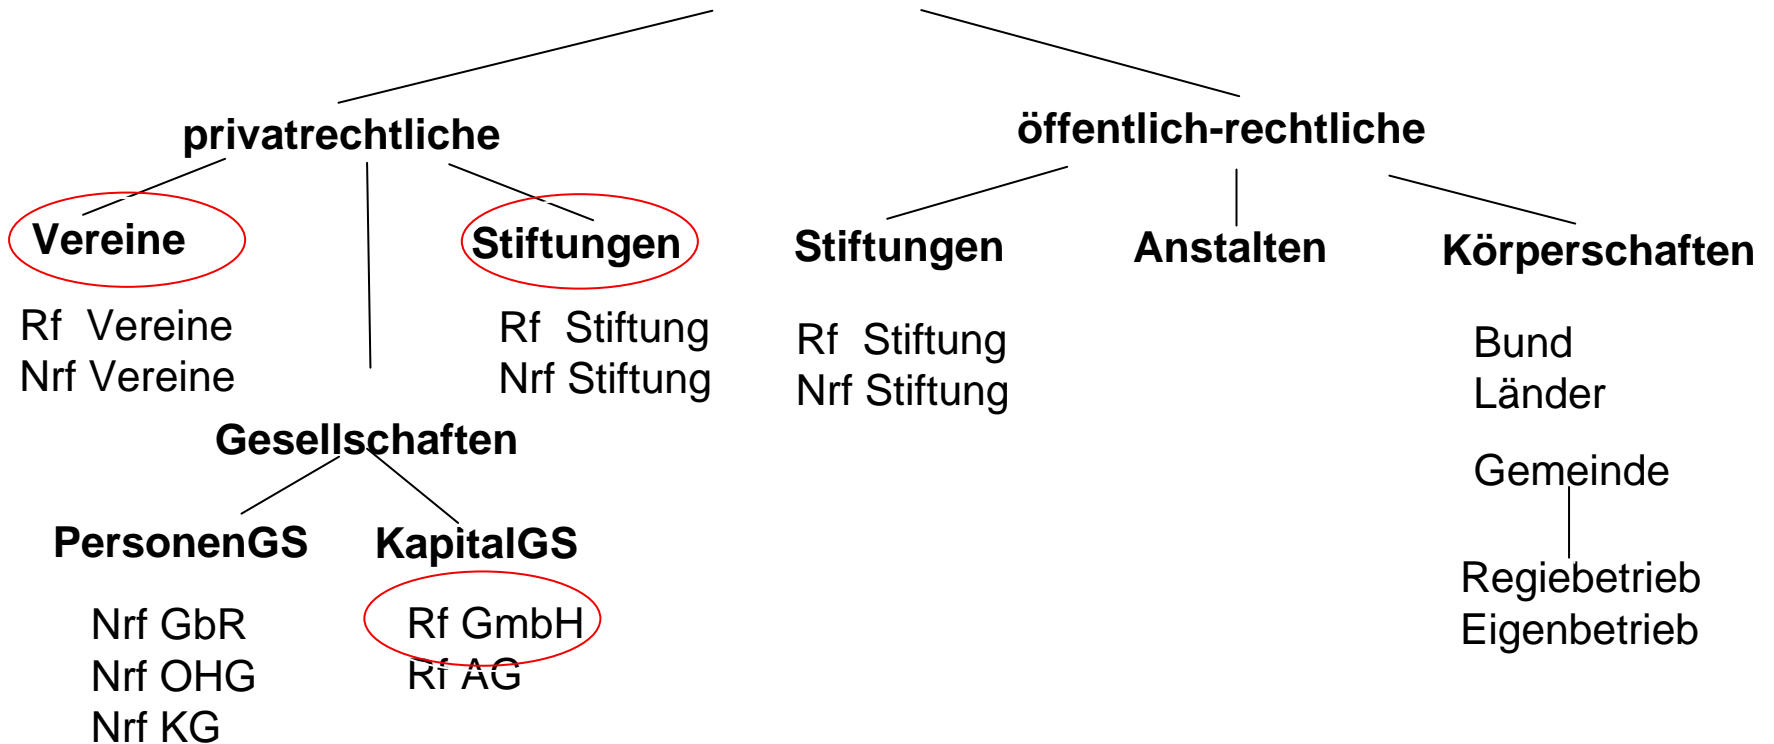 privatrechtliche
öffentlich-rechtliche
Vereine
Stiftungen
Stiftungen
Anstalten
Körperschaften
Rf Vereine
Nrf Vereine
Rf Stiftung
Nrf Stiftung
Rf Stiftung
Nrf Stiftung
Bund
Länder
Gemeinde
Regiebetrieb
Eigenbetrieb
Gesellschaften
PersonenGS
KapitalGS
Nrf GbR
Nrf OHG
Nrf KG
Rf GmbH
Rf AG